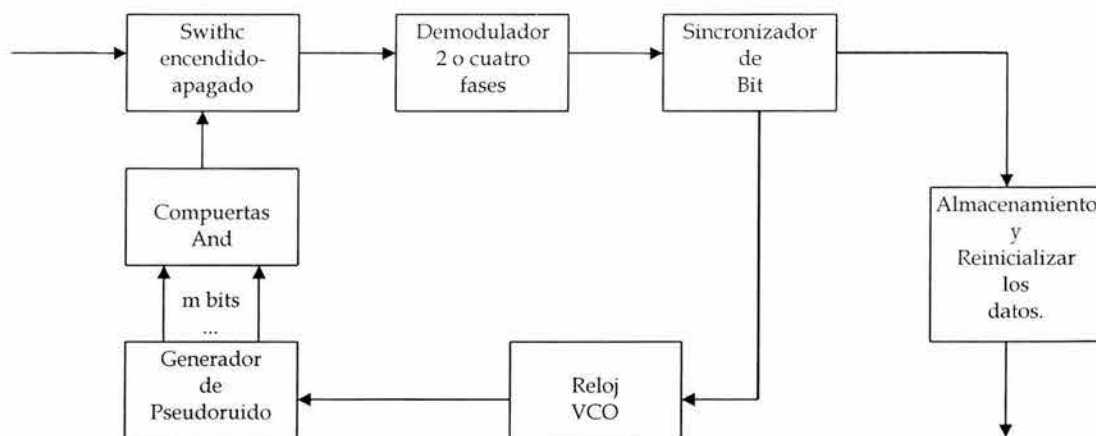 Swithc
encendido-
apagado
Demodulador
2 o cuatro
fases
Sincronizador
de
Bit
Compuertas
And
Almacenamiento
y
Reinicializar
los
datos.
m bits
...
Generador
de
Pseudoruido
Reloj
VCO